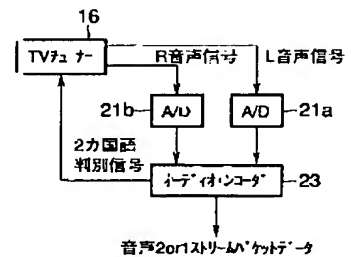 16
TVチューナー
R音声信号
L音声信号
21b
A/D
A/D
21a
2カ国語
判別信号
オーディオエンコーダ
23
音声2or1ストリームパケットデータ